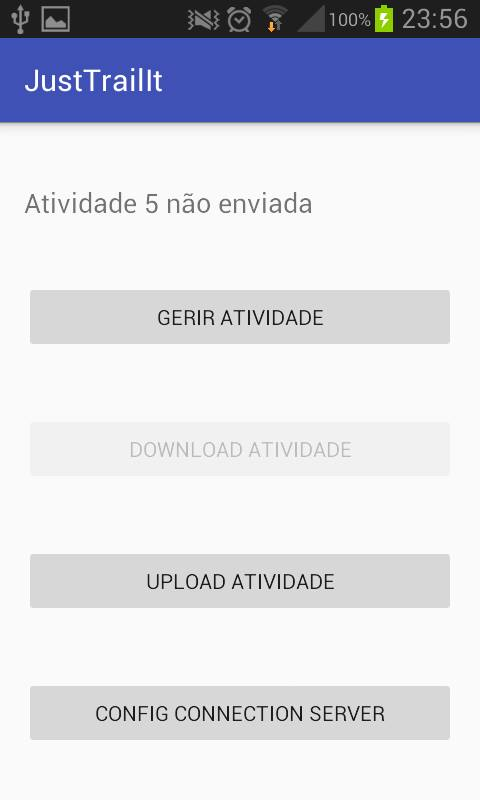 100% 23:56
JustTrailIt
Atividade 5 não enviada
GERIR ATIVIDADE
DOWNLOAD ATIVIDADE
UPLOAD ATIVIDADE
CONFIG CONNECTION SERVER